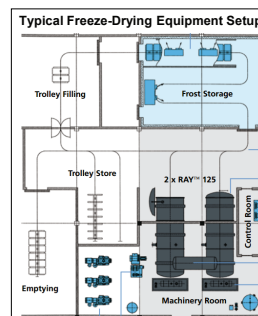 Typical Freeze-Drying Equipment Setup
Trolley Filling
Frost Storage
Trolley Store
2 x RAY™ 125
Control Room
Emptying
Machinery Room